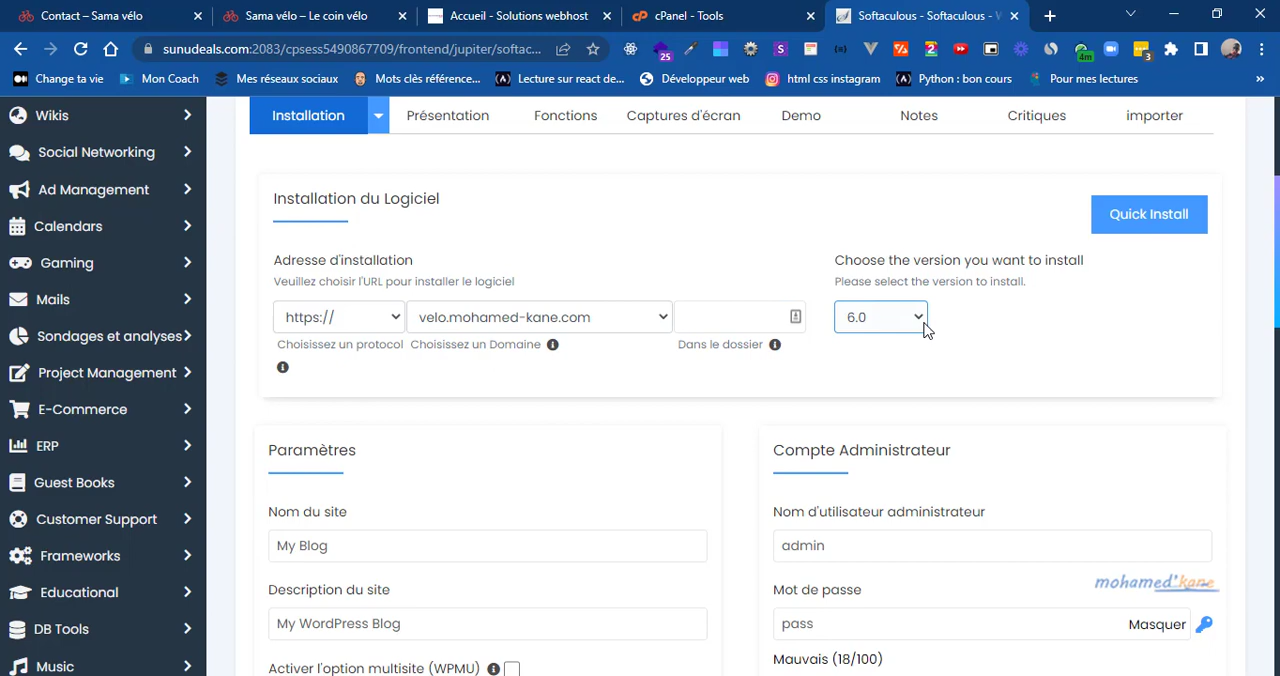 Contact – Sama vélo
Sama vélo – Le coin vélo
Accueil - Solutions webhost
cPanel - Tools
Softaculous - Softaculous - W
sunudeals.com:2083/cpsess5490867709/frontend/jupiter/softac...
25
4m
3
Change ta vie
Mon Coach
Mes réseaux sociaux
Mots clés référence...
Lecture sur react de...
Développeur web
html css instagram
Python : bon cours
Pour mes lectures
»
Wikis
Social Networking
Ad Management
Calendars
Gaming
Mails
Sondages et analyses
Project Management
E-Commerce
ERP
Guest Books
Customer Support
Frameworks
Educational
DB Tools
Music
Installation
Présentation
Fonctions
Captures d'écran
Demo
Notes
Critiques
importer
Installation du Logiciel
Quick Install
Adresse d'installation
Veuillez choisir l'URL pour installer le logiciel
https://
velo.mohamed-kane.com
Choisissez un protocol
Choisissez un Domaine
Dans le dossier
Choose the version you want to install
Please select the version to install.
6.0
Paramètres
Nom du site
My Blog
Description du site
My WordPress Blog
Activer l'option multisite (WPMU)
Compte Administrateur
Nom d'utilisateur administrateur
admin
mohamed'kane
Mot de passe
pass
Masquer
Mauvais (18/100)